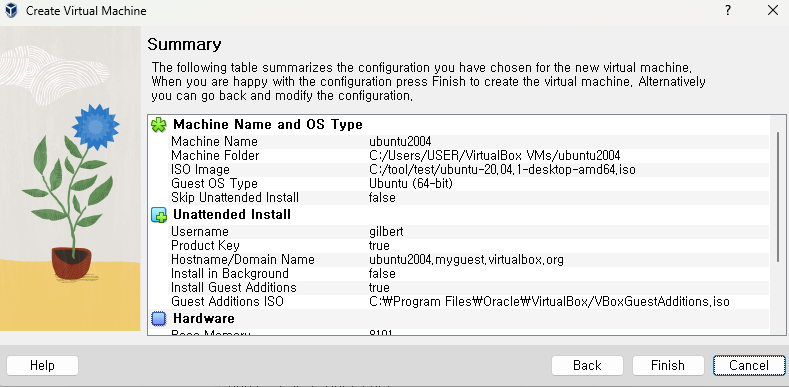 Create Virtual Machine
?
Summary
The following table summarizes the configuration you have chosen for the new virtual machine.
When you are happy with the configuration press Finish to create the virtual machine. Alternatively
you can go back and modify the configuration.
Machine Name and OS Type
Machine Name ubuntu2004
Machine Folder C:/Users/USER/VirtualBox VMs/ubuntu2004
ISO Image C:/tool/test/ubuntu-20.04.1-desktop-amd64.iso
Guest OS Type Ubuntu (64-bit)
Skip Unattended Install false
Unattended Install
Username gilbert
Product Key true
Hostname/Domain Name ubuntu2004.myguest.virtualbox.org
Install in Background false
Install Guest Additions true
Guest Additions ISO C:₩Program Files₩Oracle₩VirtualBox/VBoxGuestAdditions.iso
Hardware
Base Memory 8191
Help Back Finish Cancel